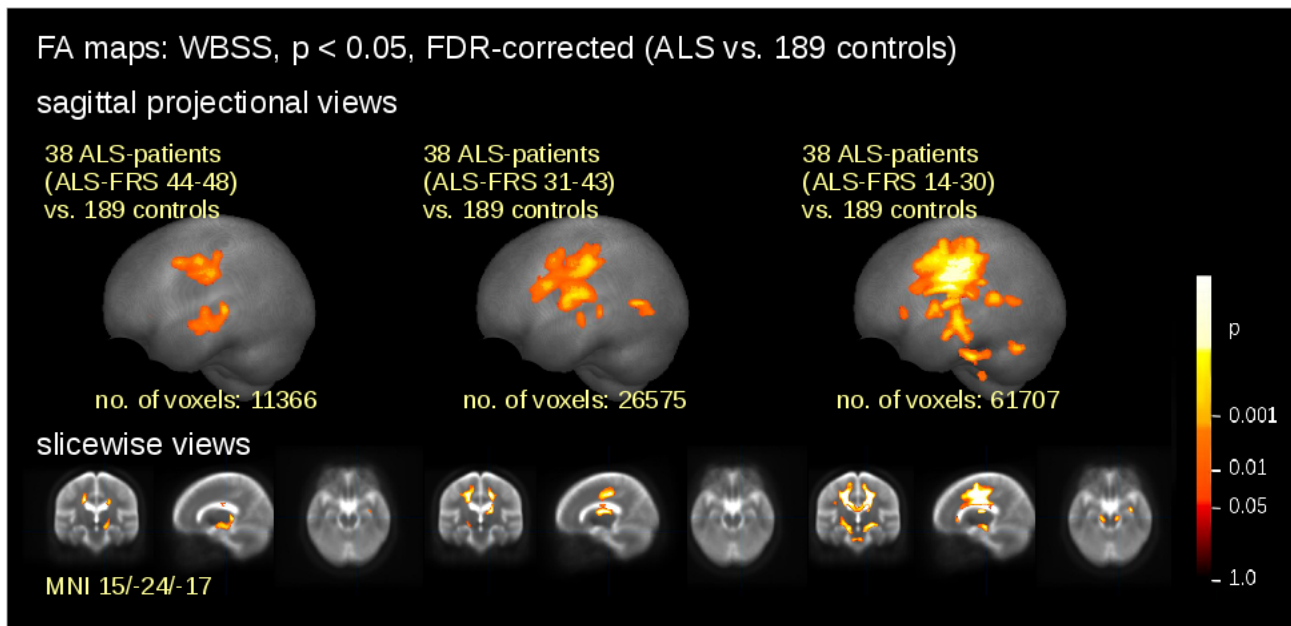 FA maps: WBSS, p < 0.05, FDR-corrected (ALS vs. 189 controls)
sagittal projectional views
38 ALS-patients
(ALS-FRS 44-48)
vs. 189 controls
38 ALS-patients
(ALS-FRS 31-43)
vs. 189 controls
38 ALS-patients
(ALS-FRS 14-30)
vs. 189 controls
no. of voxels: 11366
no. of voxels: 26575
no. of voxels: 61707
p
0.001
0.01
0.05
1.0
slicewise views
MNI 15/-24/-17